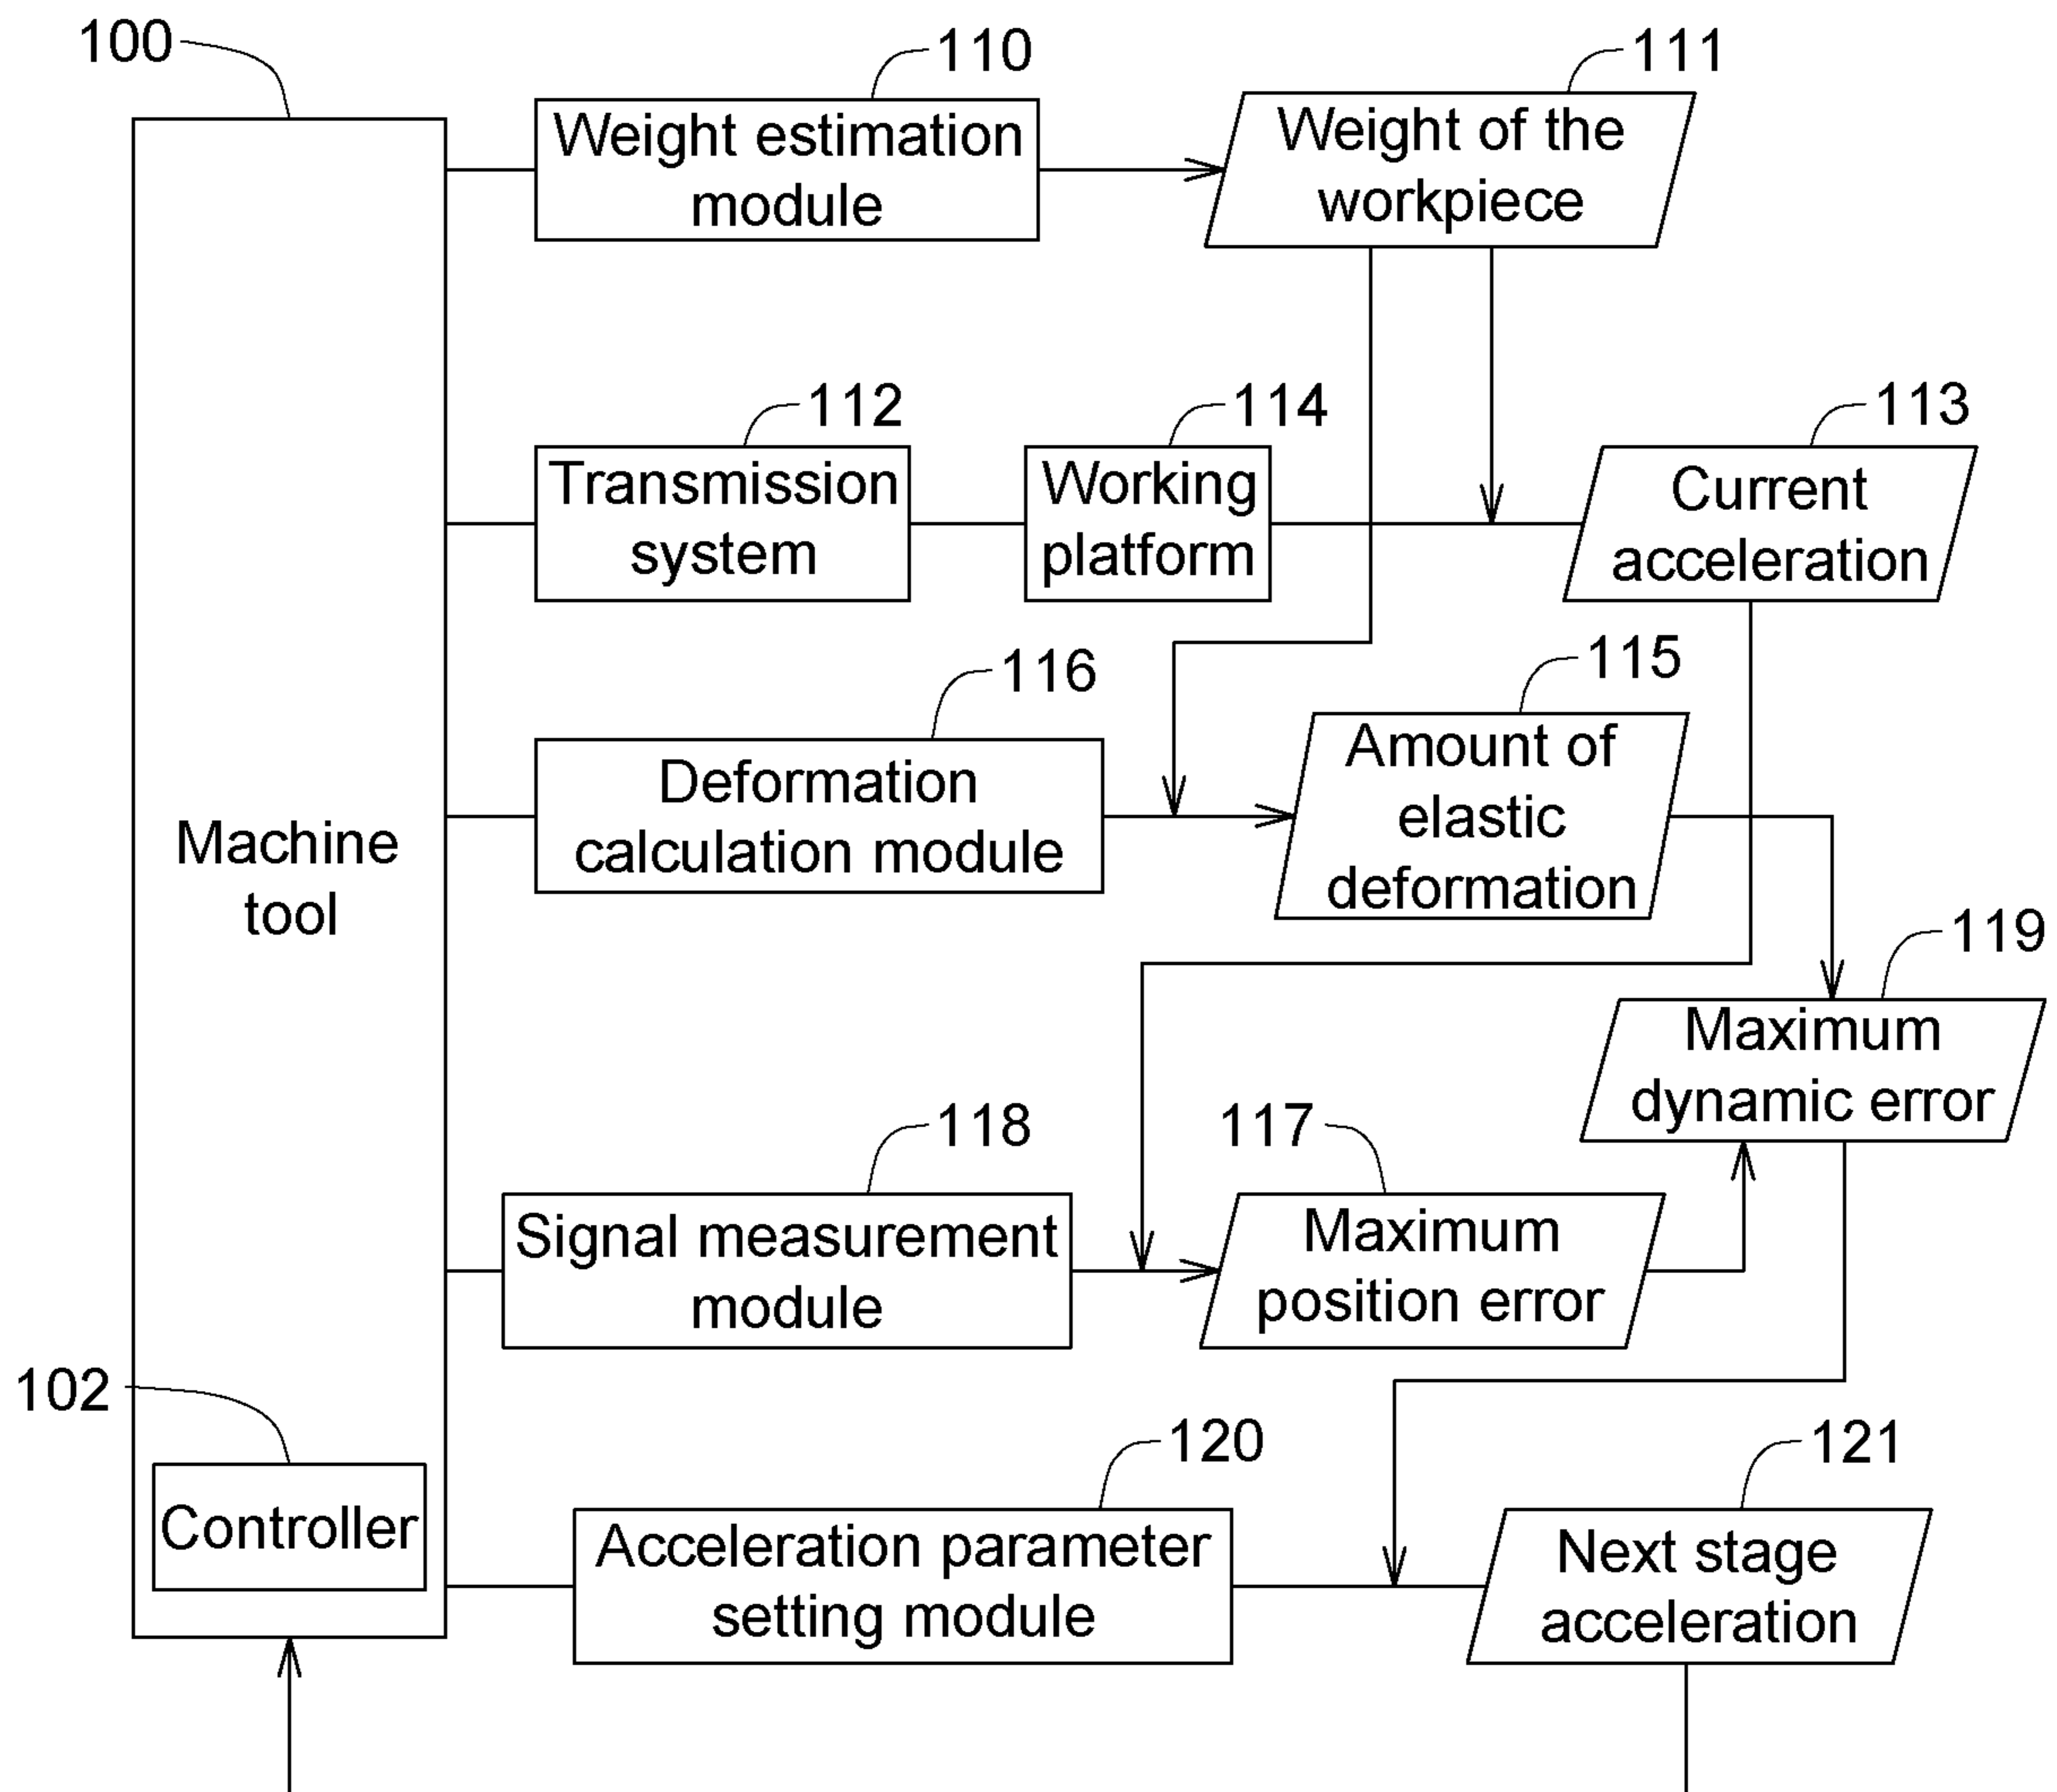 100
110
111
Weight estimation
module
Weight of the
workpiece
112
114
113
Transmission
system
Working
platform
Current
acceleration
116
115
Deformation
calculation module
Amount of
elastic
deformation
Machine
tool
119
Maximum
dynamic error
118
117
Signal measurement
module
Maximum
position error
102
Controller
120
121
Acceleration parameter
setting module
Next stage
acceleration